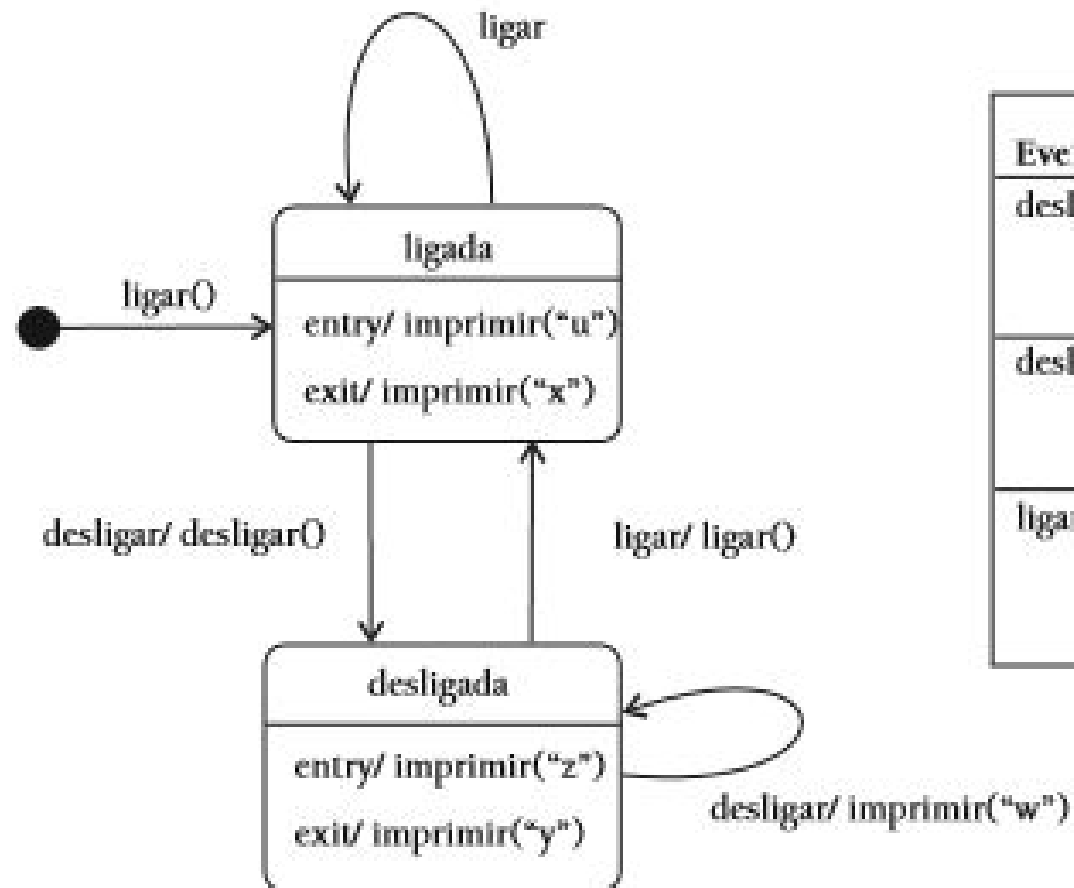 ligar
ligada
ligar()
entry/ imprimir("u")
exit/ imprimir("x")
desligar/ desligar()
ligar/ ligar()
desligada
entry/ imprimir("z")
exit/ imprimir("y")
desligar/ imprimir("w")